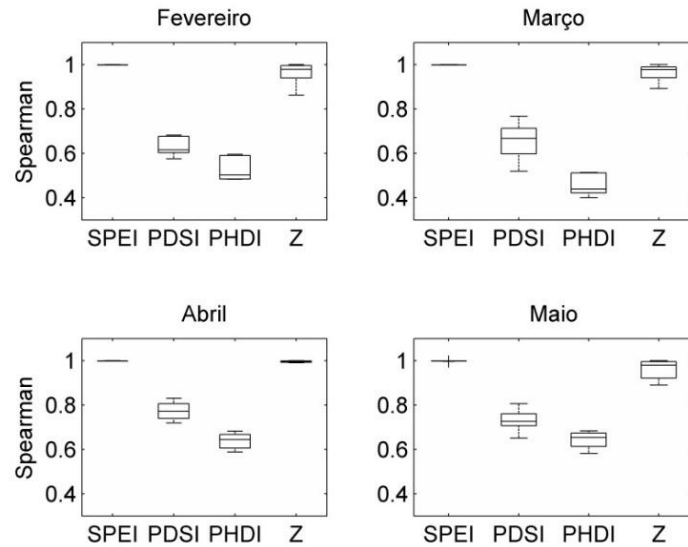 Fevereiro
Março
Spearman
1
0.8
0.6
0.4
SPEI PDSI PHDI Z
1
0.8
0.6
0.4
SPEI PDSI PHDI Z
Abril
Maio
Spearman
1
0.8
0.6
0.4
SPEI PDSI PHDI Z
1
0.8
0.6
0.4
SPEI PDSI PHDI Z